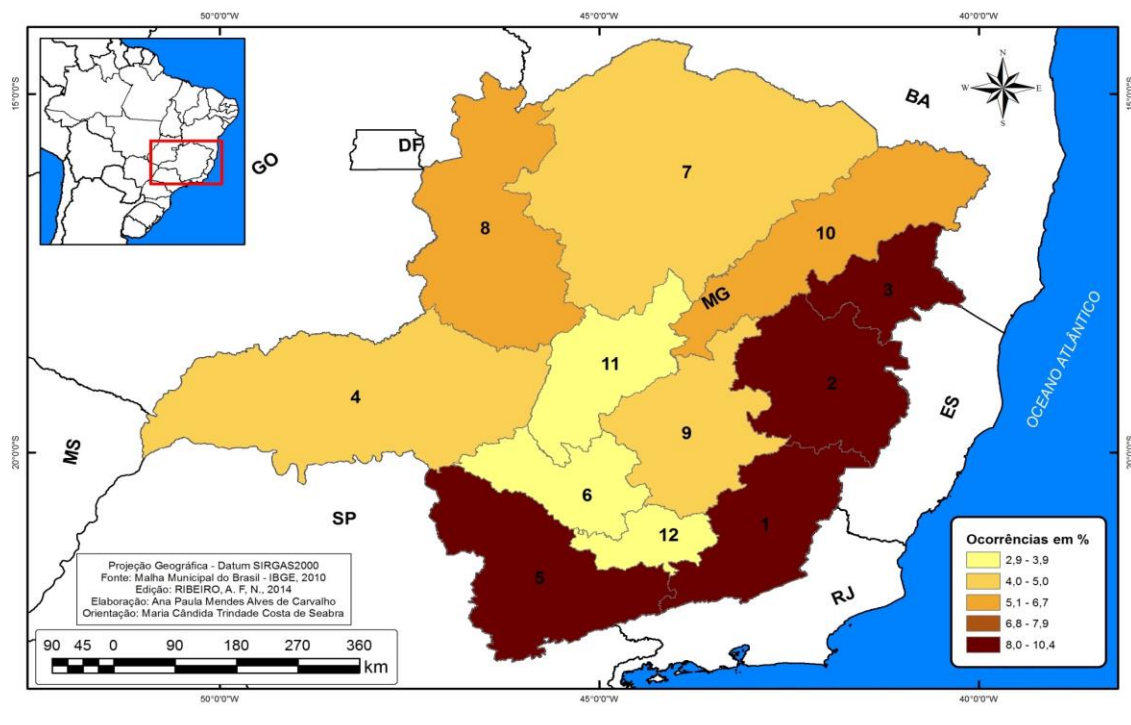 50°0'0"W 45°0'0"W 40°0'0"W
N
W E
S
15°0'0"S 15°0'0"S
BA
DF
GO
7
8
10
MG
3
11
2
4
9
ES
OCEANO ATLÂNTICO
MS
20°0'0"S 20°0'0"S
6
SP
1
12
5
RJ
Ocorrências em %
2,9 - 3,9
4,0 - 5,0
5,1 - 6,7
6,8 - 7,9
8,0 - 10,4
Projeção Geográfica - Datum SIRGAS2000
Fonte: Malha Municipal do Brasil - IBGE, 2010
Edição: RIBEIRO, A. F, N., 2014
Elaboração: Ana Paula Mendes Alves de Carvalho
Orientação: Maria Cândida Trindade Costa de Seabra
90 45 0 90 180 270 360
km
50°0'0"W 45°0'0"W 40°0'0"W